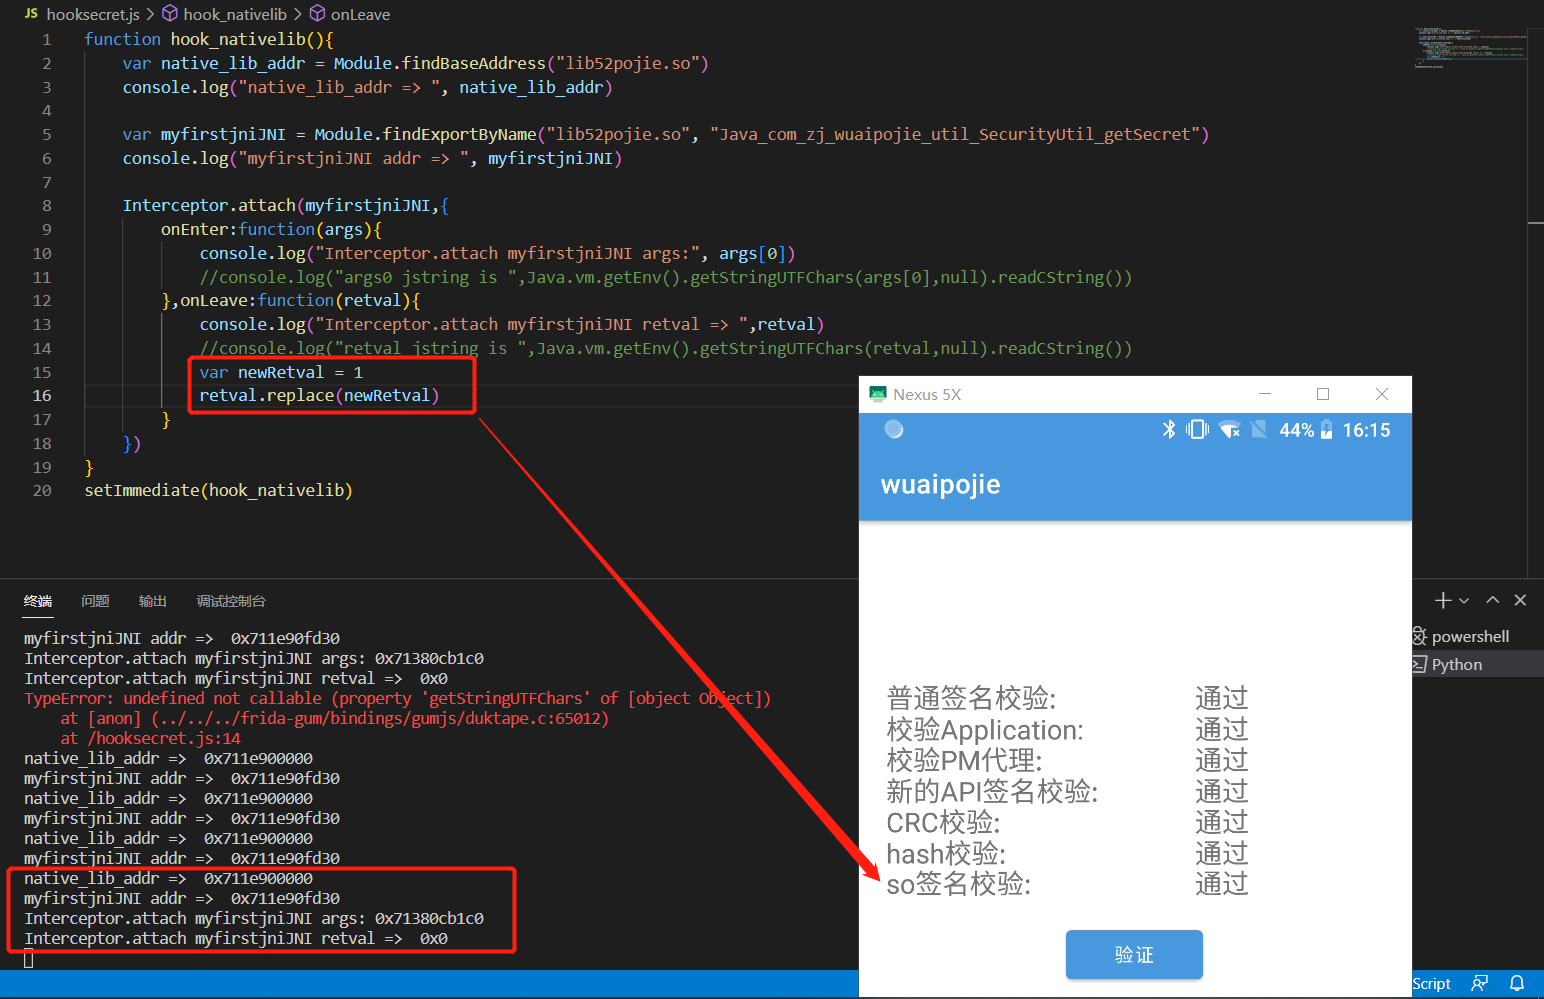 JS hooksecret.js > hook_nativelib > onLeave
1 function hook_nativelib(){
2 var native_lib_addr = Module.findBaseAddress("lib52pojie.so")
3 console.log("native_lib_addr => ", native_lib_addr)
4
5 var myfirstjniJNI = Module.findExportByName("lib52pojie.so", "Java_com_zj_wuaipojie_util_SecurityUtil_getSecret")
6 console.log("myfirstjniJNI addr => ", myfirstjniJNI)
7
8 Interceptor.attach(myfirstjniJNI,{
9 onEnter:function(args){
10 console.log("Interceptor.attach myfirstjniJNI args:", args[0])
11 //console.log("args0 jstring is ",Java.vm.getEnv().getStringUTFChars(args[0],null).readCString())
12 },onLeave:function(retval){
13 console.log("Interceptor.attach myfirstjniJNI retval => ",retval)
14 //console.log("retval jstring is ",Java.vm.getEnv().getStringUTFChars(retval,null).readCString())
15 var newRetval = 1
16 retval.replace(newRetval)
17 }
18 })
19 }
20 setImmediate(hook_nativelib)
终端 问题 输出 调试控制台
myfirstjniJNI addr => 0x711e90fd30
Interceptor.attach myfirstjniJNI args: 0x71380cb1c0
Interceptor.attach myfirstjniJNI retval => 0x0
TypeError: undefined not callable (property 'getStringUTFChars' of [object Object])
at [anon] (../../../frida-gum/bindings/gumjs/duktape.c:65012)
at /hooksecret.js:14
native_lib_addr => 0x711e900000
myfirstjniJNI addr => 0x711e90fd30
native_lib_addr => 0x711e900000
myfirstjniJNI addr => 0x711e90fd30
native_lib_addr => 0x711e900000
myfirstjniJNI addr => 0x711e90fd30
native_lib_addr => 0x711e900000
myfirstjniJNI addr => 0x711e90fd30
Interceptor.attach myfirstjniJNI args: 0x71380cb1c0
Interceptor.attach myfirstjniJNI retval => 0x0
powershell
Python
Script
Nexus 5X
44% 16:15
wuaipojie
普通签名校验: 通过
校验Application: 通过
校验PM代理: 通过
新的API签名校验: 通过
CRC校验: 通过
hash校验: 通过
so签名校验: 通过
验证